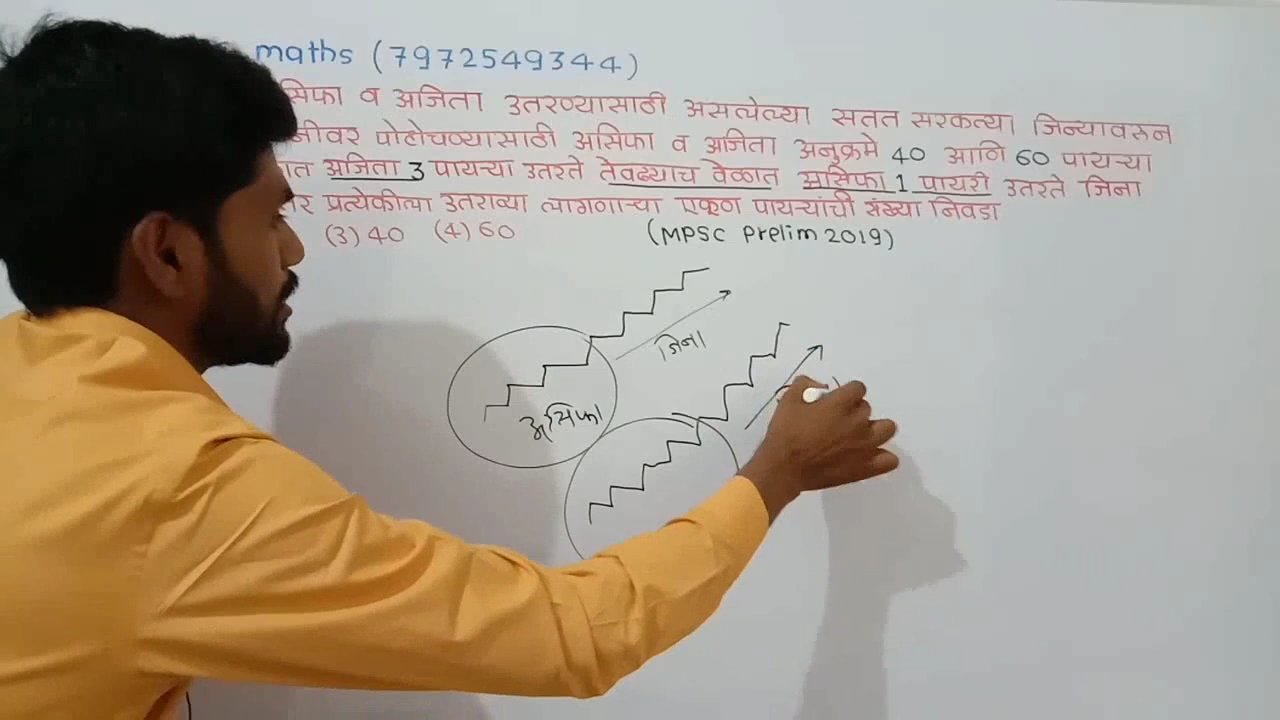 maths (7972549344)
व अजिता उतरण्यासाठी असलेल्या सतत सरकत्या जिन्यावरुन
पोहोचण्यासाठी असिफा व अजिता अनुक्रमे 40 आणि 60 पायऱ्या
अजिता 3 पायऱ्या उतरते तेवढ्याच वेळात असिफा 1 पायरी उतरते जिना
प्रत्येकीला उतराव्या लागणाऱ्या एकूण पायऱ्यांची संख्या निवडा
(3) 40 (4) 60 (MPSC Prelim 2019)
जिना
असिफा